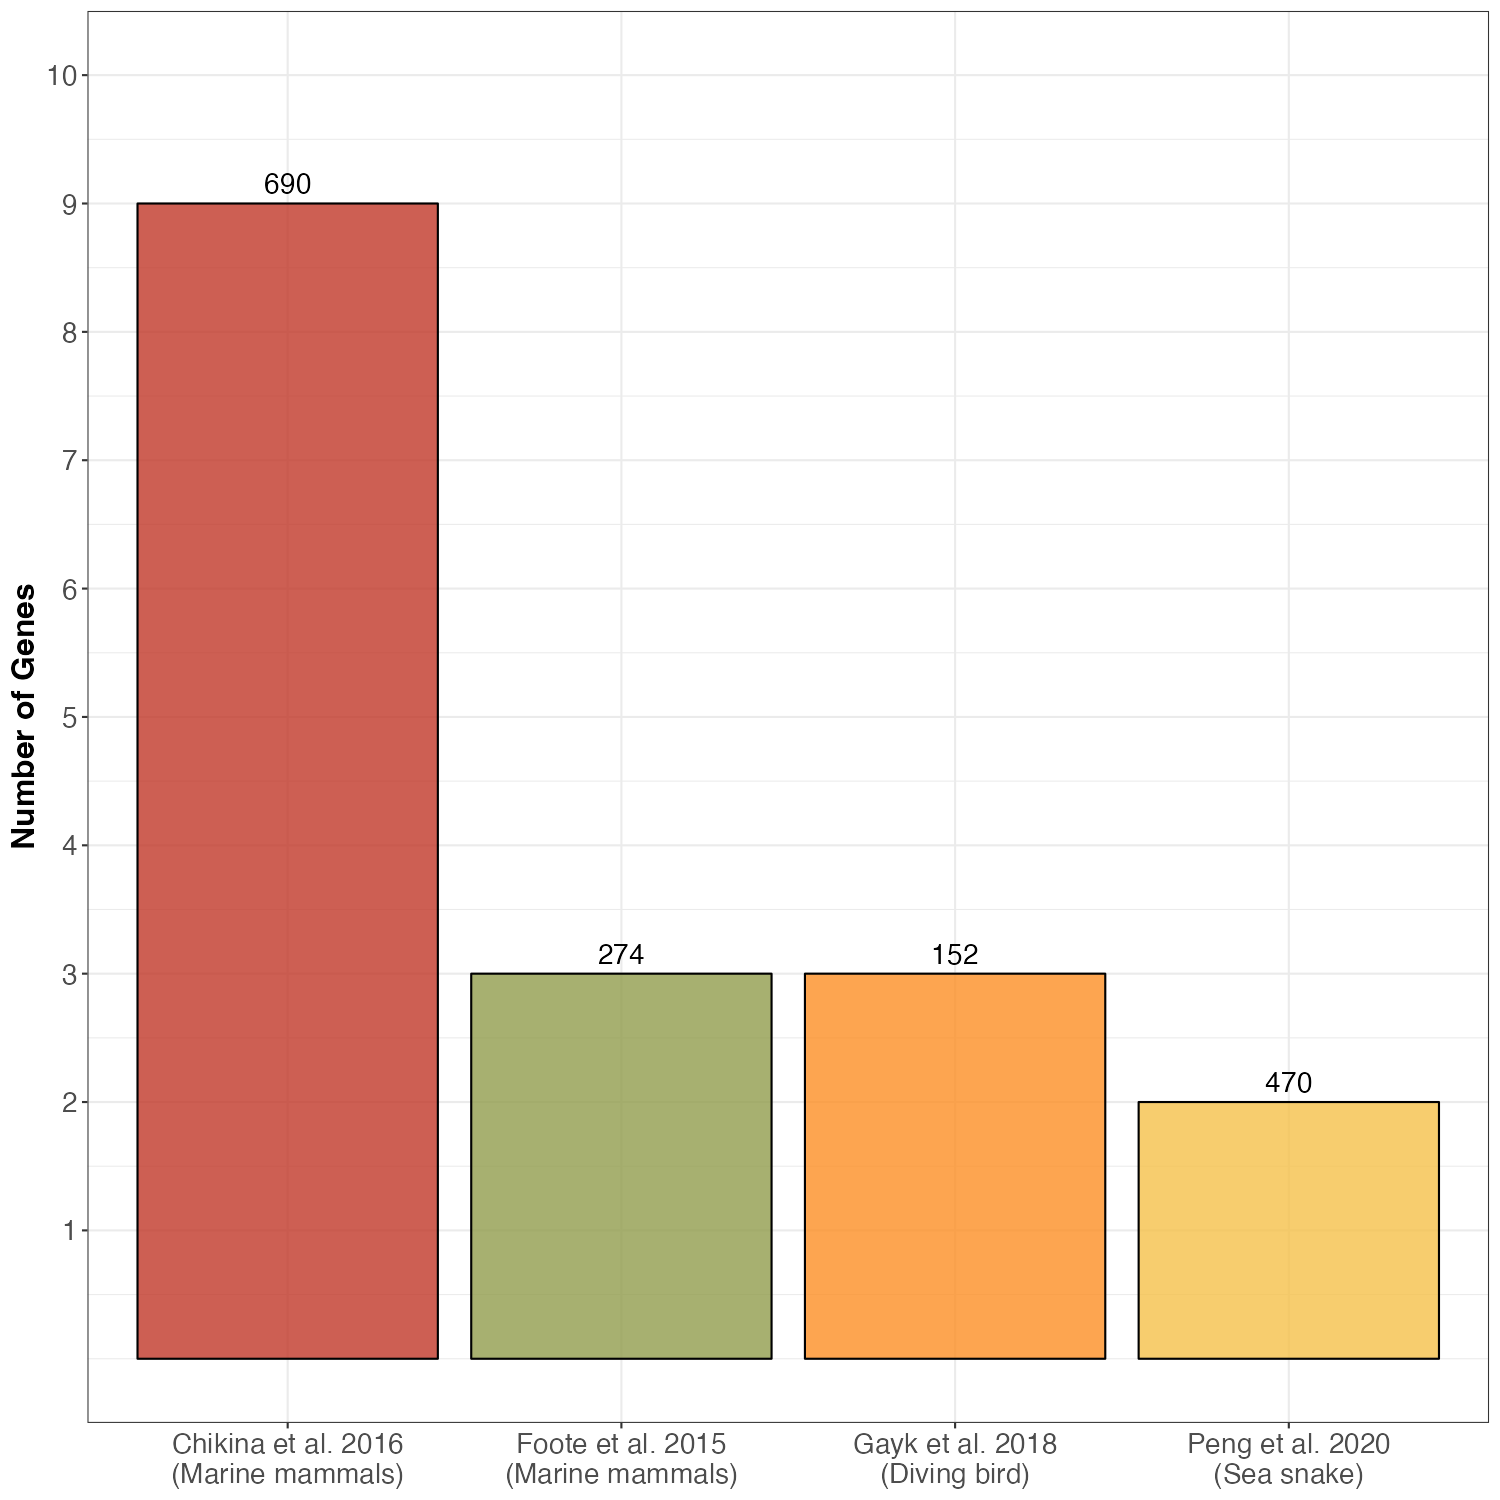 Number of Genes
10
9
8
7
6
5
4
3
2
1
690
274
152
470
Chikina et al. 2016
(Marine mammals)
Foote et al. 2015
(Marine mammals)
Gayk et al. 2018
(Diving bird)
Peng et al. 2020
(Sea snake)